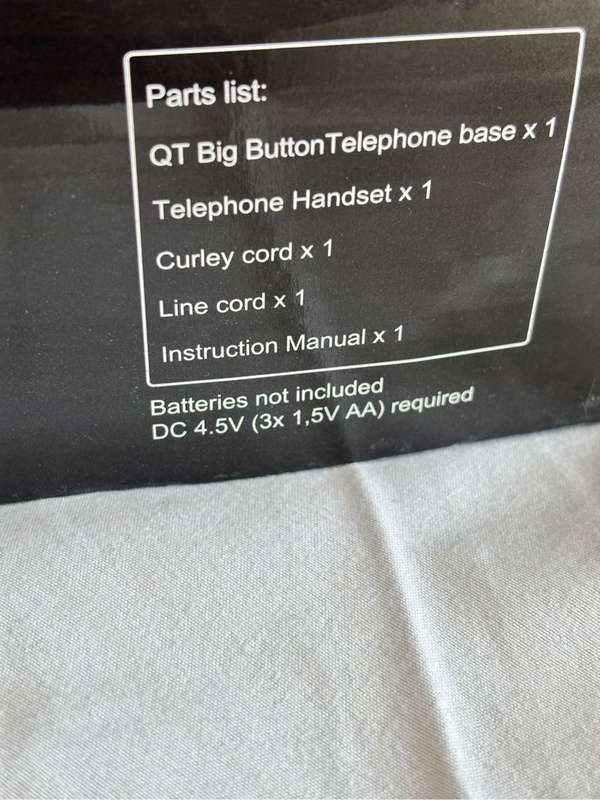 Parts list:
QT Big ButtonTelephone base x 1
Telephone Handset x 1
Curley cord x 1
Line cord x 1
Instruction Manual x 1
Batteries not included
DC 4.5V (3x 1,5V AA) required